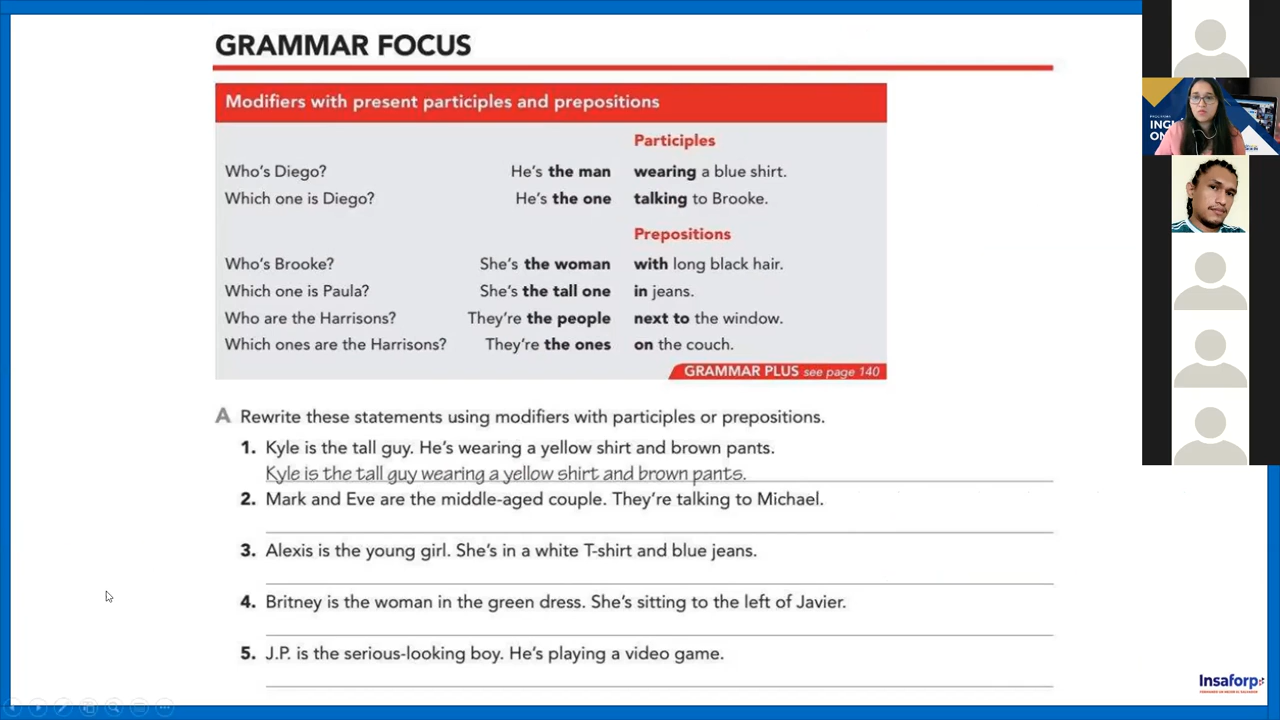 GRAMMAR FOCUS
Modifiers with present participles and prepositions
Participles
Who's Diego? He's the man wearing a blue shirt.
Which one is Diego? He's the one talking to Brooke.
Prepositions
Who's Brooke? She's the woman with long black hair.
Which one is Paula? She's the tall one in jeans.
Who are the Harrisons? They're the people next to the window.
Which ones are the Harrisons? They're the ones on the couch.
GRAMMAR PLUS see page 140
A Rewrite these statements using modifiers with participles or prepositions.
1. Kyle is the tall guy. He's wearing a yellow shirt and brown pants.
Kyle is the tall guy wearing a yellow shirt and brown pants.
2. Mark and Eve are the middle-aged couple. They're talking to Michael.
3. Alexis is the young girl. She's in a white T-shirt and blue jeans.
4. Britney is the woman in the green dress. She's sitting to the left of Javier.
5. J.P. is the serious-looking boy. He's playing a video game.
Insaforp